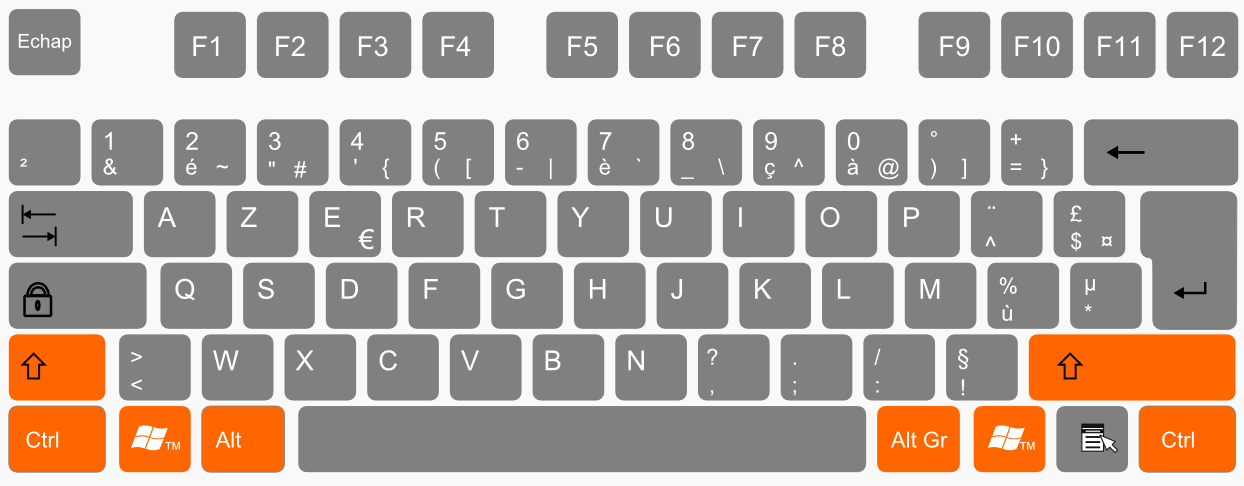 Echap F1 F2 F3 F4 F5 F6 F7 F8 F9 F10 F11 F12
1 2 3 4 5 6 7 8 9 0 ° +
² & é ~ " # ' { ( [ - | è ` _ \ ç ^ à @ ) ] = }
A Z E R T Y U I O P ¨ £
€ ^ $ ¤
Q S D F G H J K L M % µ
ù *
> W X C V B N ? . / §
< , ; : !
Ctrl TM Alt Alt Gr TM Ctrl